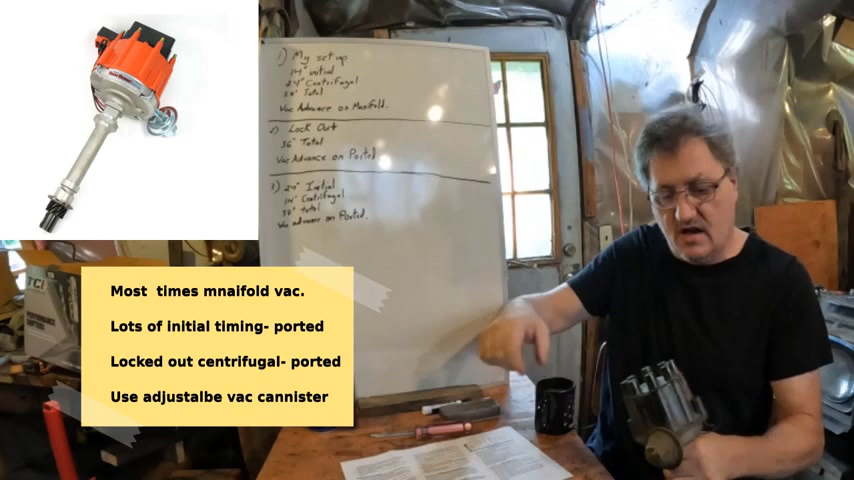 1) My setup
14° initial
24° Centrifugal
38° Total
Vac Advance on Manifold.
2) Lock Out
36° Total
Vac Advance on Ported
3) 24° Initial
14° Centrifugal
38° total
Vac advance on Ported.
TCI
Most times mnaifold vac.
Lots of initial timing- ported
Locked out centrifugal- ported
Use adjustalbe vac cannister